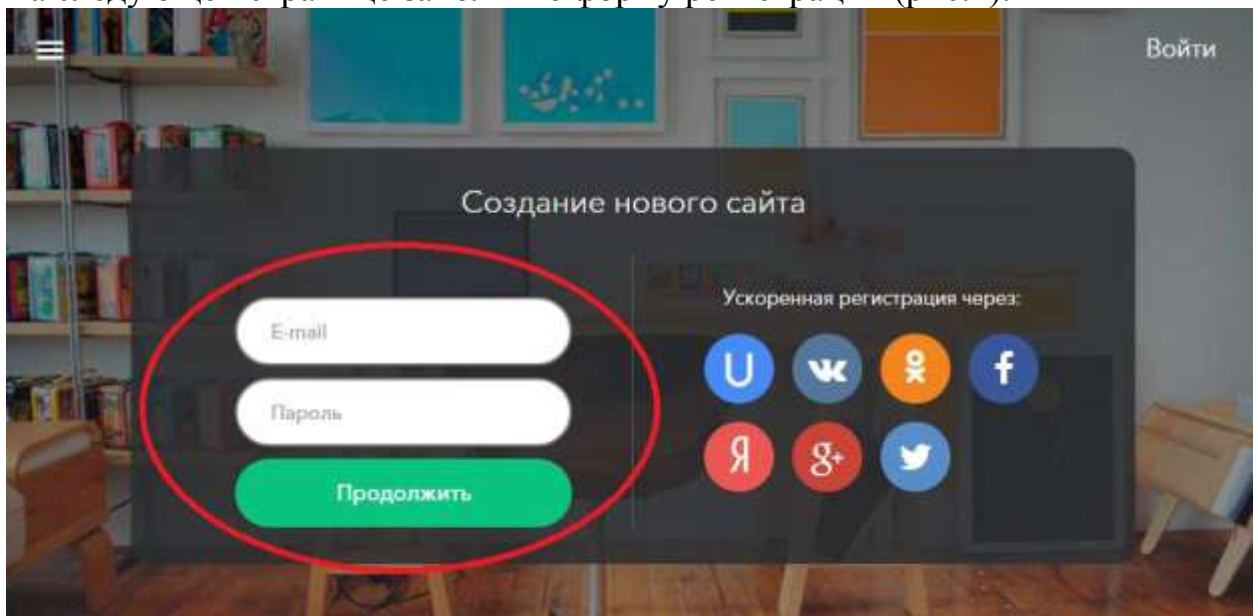 Войти
Создание нового сайта
Ускоренная регистрация через:
E-mail
Пароль
Продолжить